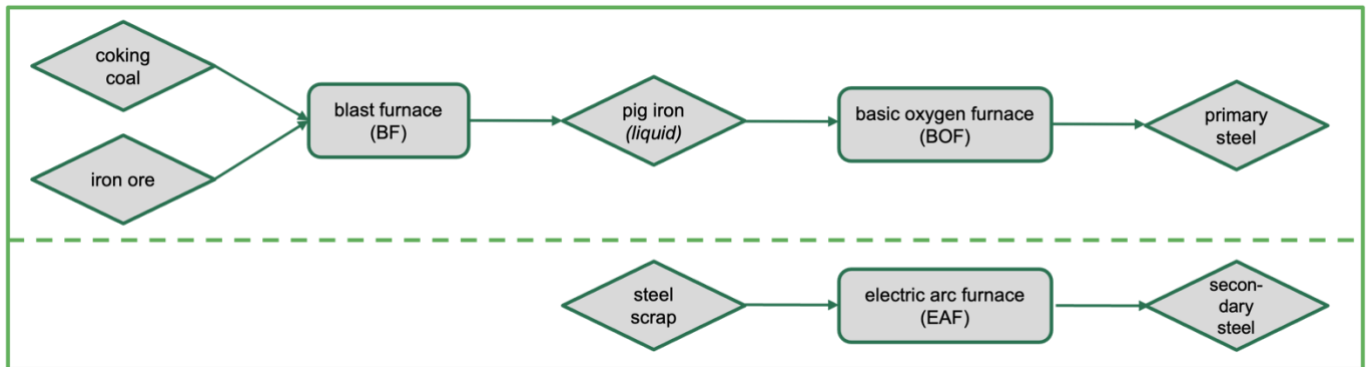 coking
coal
iron ore
blast furnace
(BF)
pig iron
(liquid)
basic oxygen furnace
(BOF)
primary
steel
steel
scrap
electric arc furnace
(EAF)
secon-
dary
steel